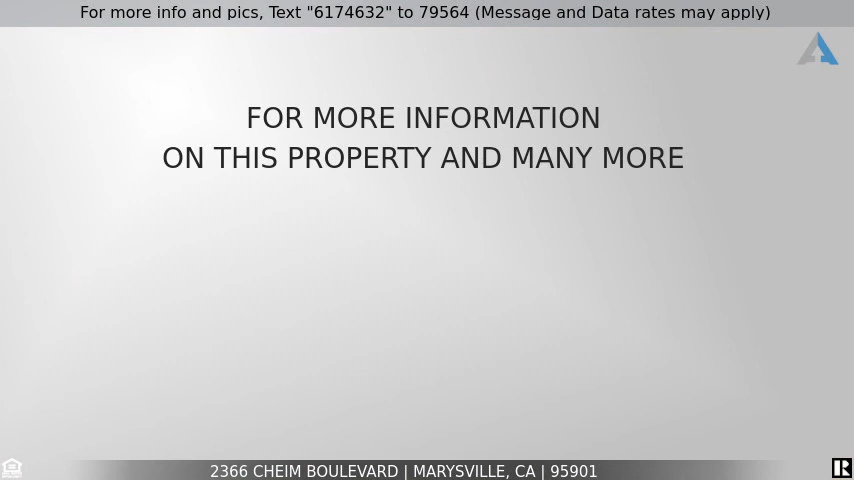 For more info and pics, Text "6174632" to 79564 (Message and Data rates may apply)
FOR MORE INFORMATION
ON THIS PROPERTY AND MANY MORE
2366 CHEIM BOULEVARD | MARYSVILLE, CA | 95901